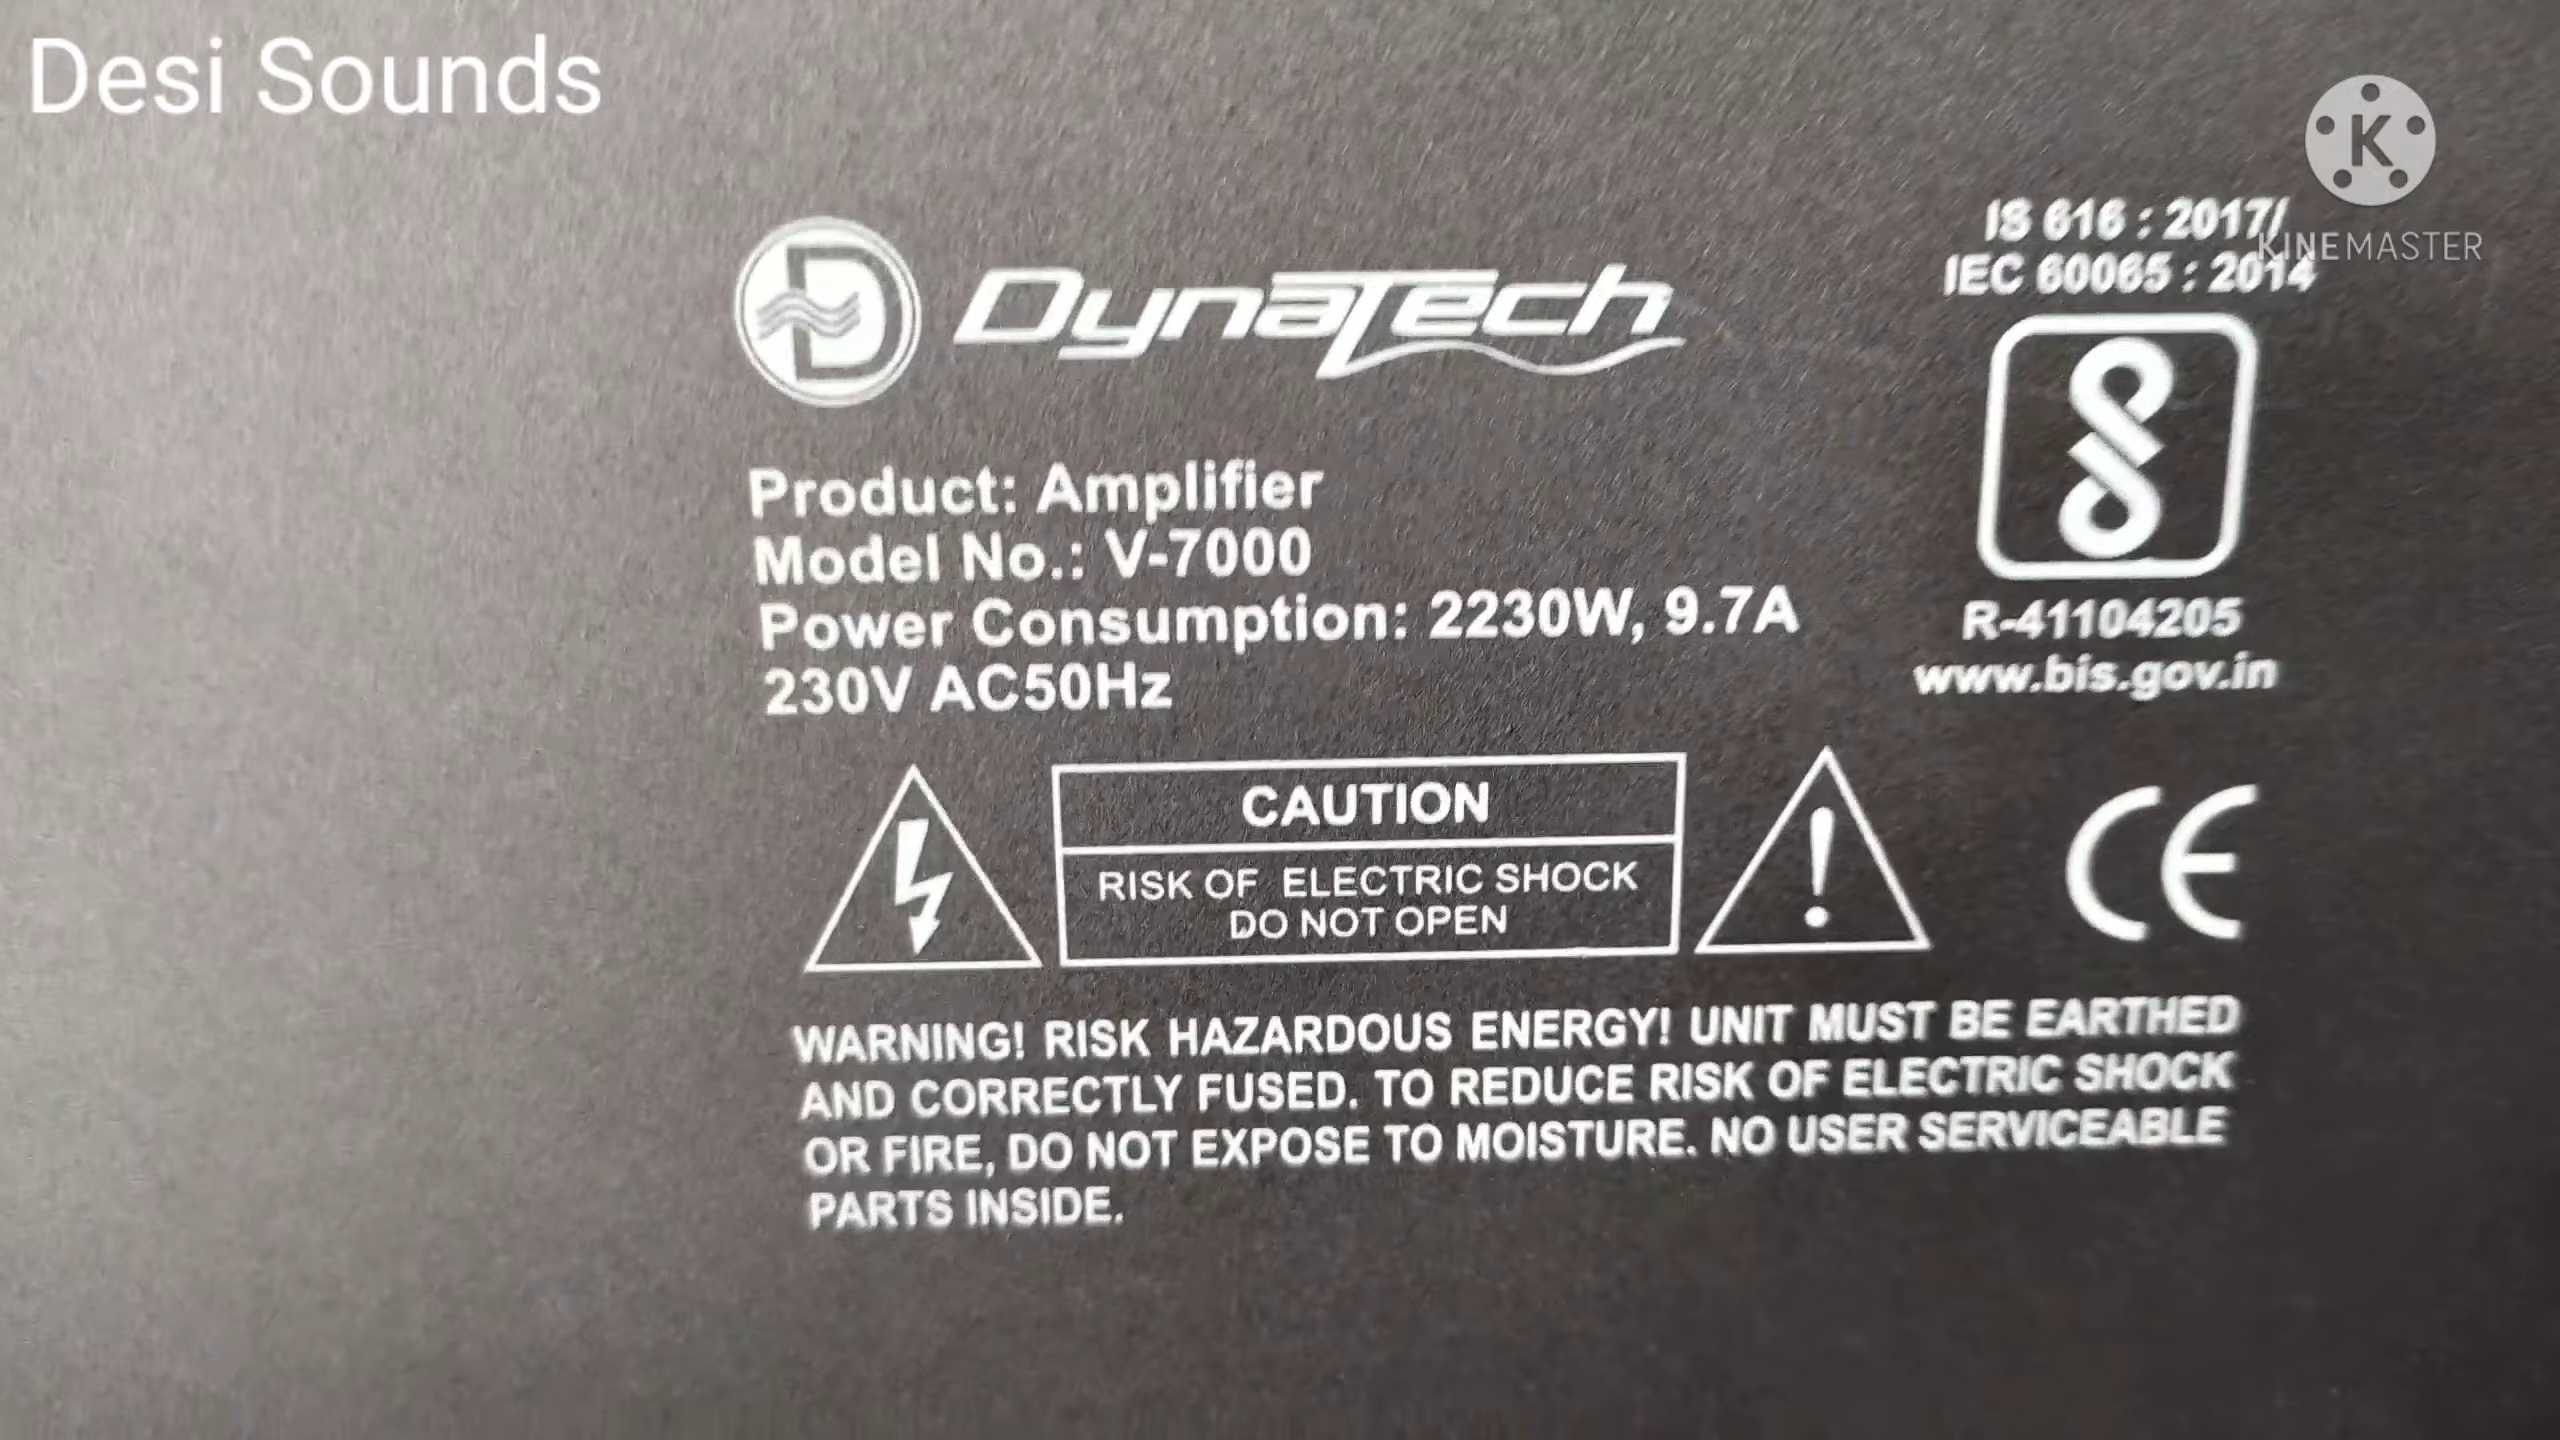 Desi Sounds
K
KINEMASTER
IS 616 : 2017/
IEC 60065 : 2014
D DynaTech
Product: Amplifier
Model No.: V-7000
Power Consumption: 2230W, 9.7A
230V AC50Hz
R-41104205
www.bis.gov.in
CAUTION
RISK OF ELECTRIC SHOCK
DO NOT OPEN
!
CE
WARNING! RISK HAZARDOUS ENERGY! UNIT MUST BE EARTHED
AND CORRECTLY FUSED. TO REDUCE RISK OF ELECTRIC SHOCK
OR FIRE, DO NOT EXPOSE TO MOISTURE. NO USER SERVICEABLE
PARTS INSIDE.